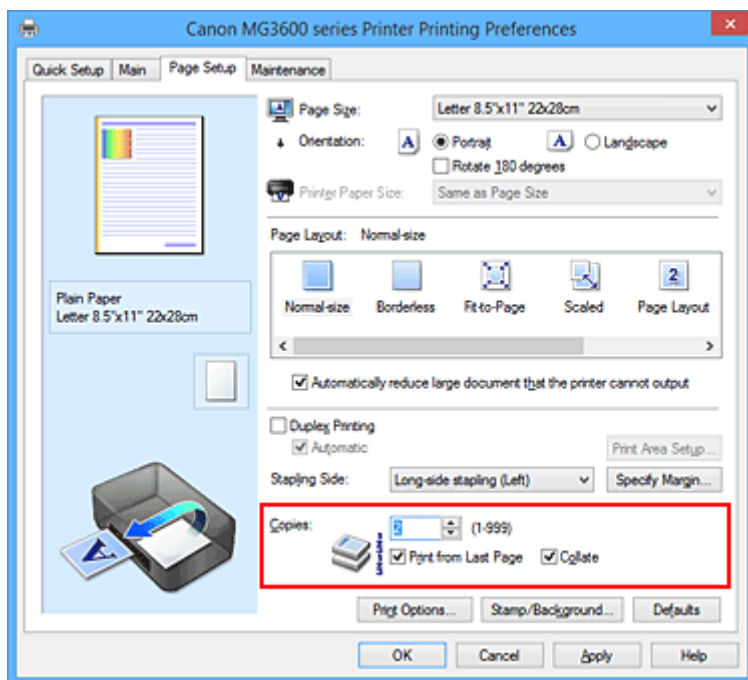 Canon MG3600 series Printer Printing Preferences
Quick Setup Main Page Setup Maintenance
Page Size: Letter 8.5"x11" 22x28cm
Orientation: A Portrait A Landscape
Rotate 180 degrees
Printer Paper Size: Same as Page Size
Page Layout: Normal-size
2
Normal-size Borderless Fit-to-Page Scaled Page Layout
Plain Paper
Letter 8.5"x11" 22x28cm
Automatically reduce large document that the printer cannot output
Duplex Printing
Automatic
Print Area Setup...
Stapling Side: Long-side stapling (Left) Specify Margin...
Copies: 2 (1-999)
Print from Last Page Collate
A
Print Options... Stamp/Background... Defaults
OK Cancel Apply Help